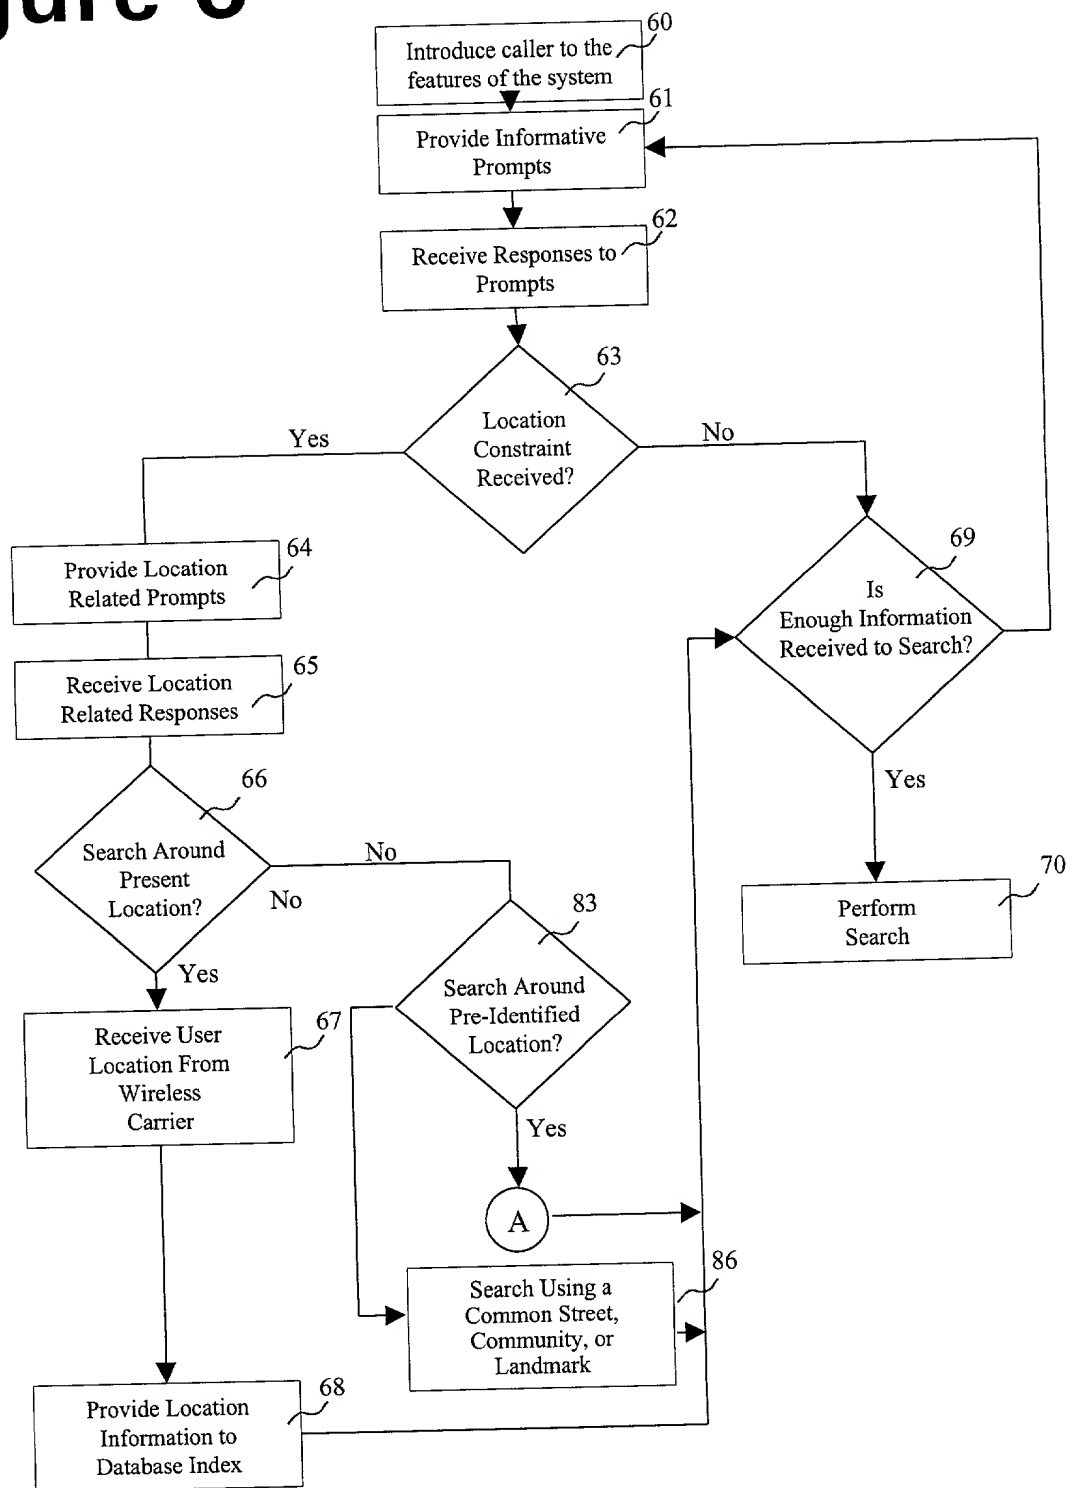 60
Introduce caller to the
features of the system
61
Provide Informative
Prompts
62
Receive Responses to
Prompts
63
Location
Constraint
Received?
Yes
No
64
Provide Location
Related Prompts
69
Is
Enough Information
Received to Search?
65
Receive Location
Related Responses
Yes
66
Search Around
Present
Location?
No
No
Yes
70
Perform
Search
83
Search Around
Pre-Identified
Location?
67
Receive User
Location From
Wireless
Carrier
Yes
A
86
Search Using a
Common Street,
Community, or
Landmark
68
Provide Location
Information to
Database Index